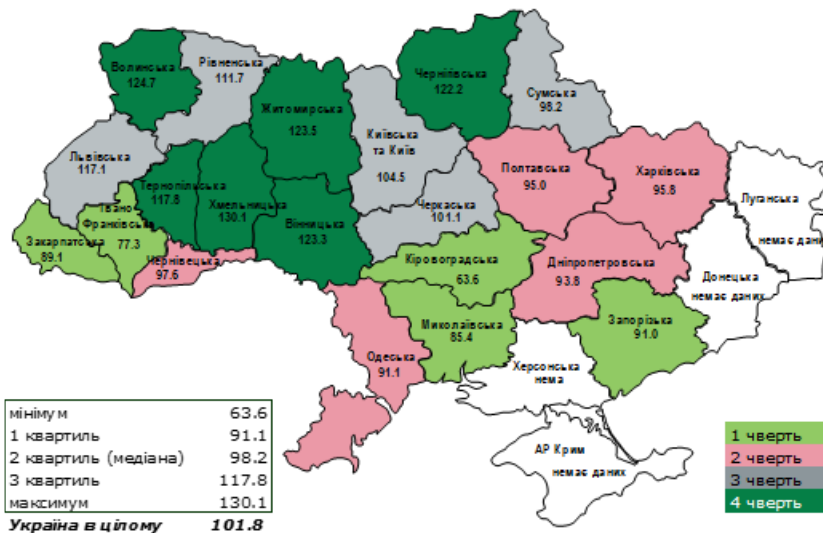 Волинська
124.7
Рівненська
111.7
Житомирська
123.5
Чернігівська
122.2
Сумська
98.2
Київська
та Київ
104.5
Львівська
117.1
Тернопільська
117.8
Хмельницька
130.1
Вінницька
123.3
Черкаська
101.1
Полтавська
95.0
Харківська
95.8
Луганська
немає даних
Івано-
Франківська
77.3
Закарпатська
89.1
Чернівецька
97.6
Кіровоградська
63.6
Дніпропетровська
93.8
Донецька
немає даних
Запорізька
91.0
Миколаївська
85.4
Одеська
91.1
Херсонська
нема
АР Крим
немає даних
мінімум 63.6
1 квартиль 91.1
2 квартиль (медіана) 98.2
3 квартиль 117.8
максимум 130.1
Україна в цілому 101.8
1 чверть
2 чверть
3 чверть
4 чверть